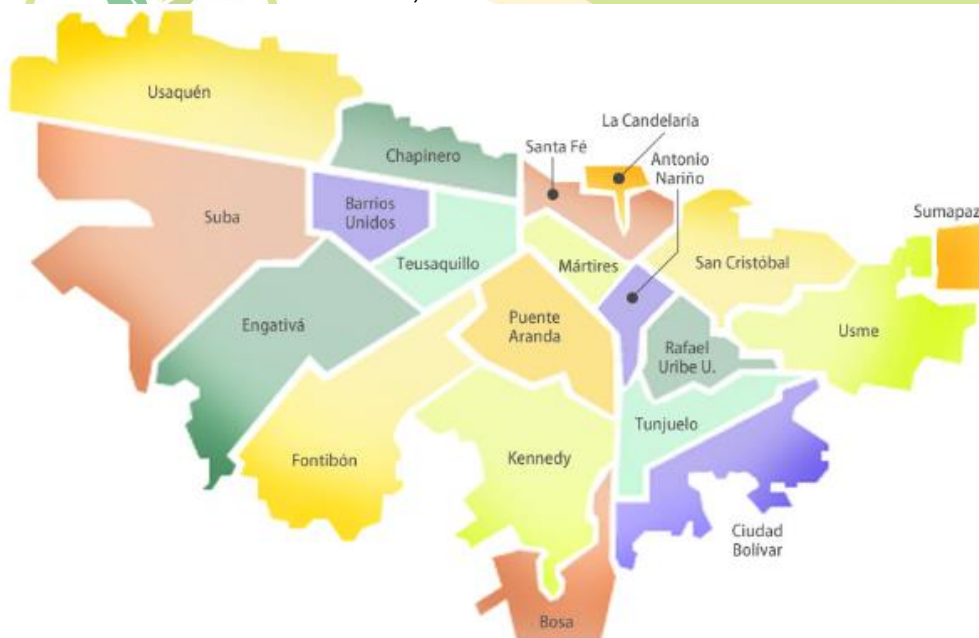 Usaquén
Chapinero
La Candelaría
Santa Fé
Antonio
Nariño
Barrios
Unidos
Suba
Sumapaz
Teusaquillo
Mártires
San Cristóbal
Engativá
Puente
Aranda
Usme
Rafael
Uribe U.
Tunjuelo
Fontibón
Kennedy
Ciudad
Bolívar
Bosa